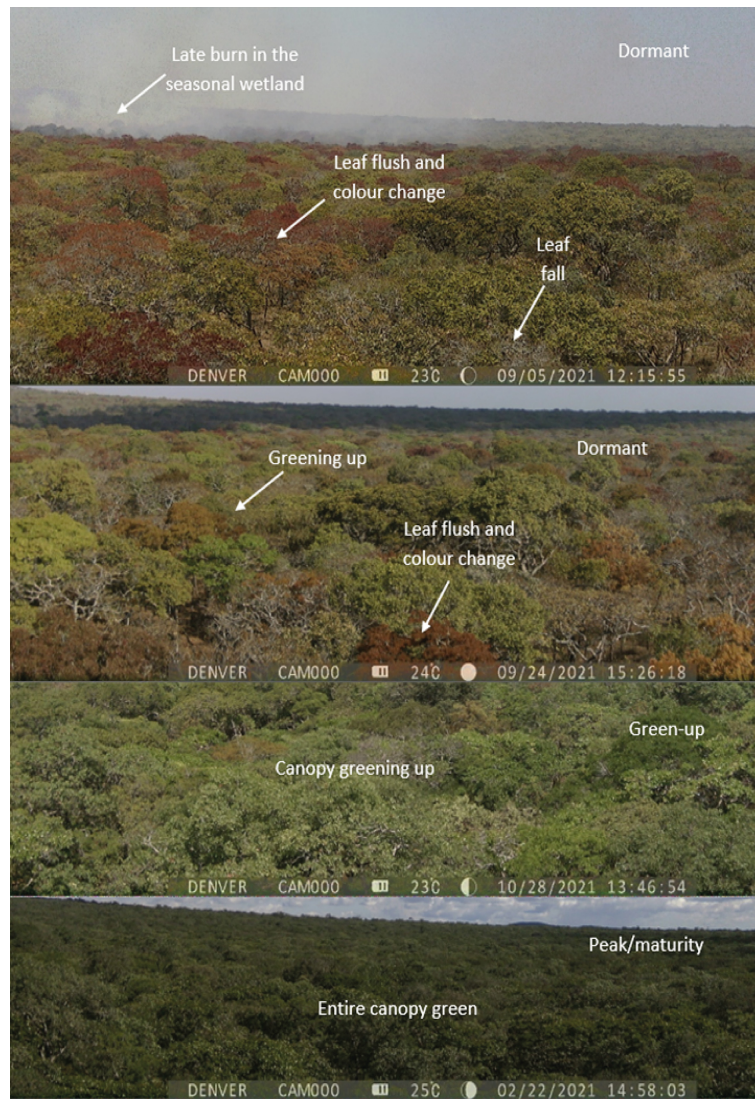 Late burn in the
seasonal wetland
Dormant
Leaf flush and
colour change
Leaf
fall
DENVER CAM000 23C 09/05/2021 12:15:55
Dormant
Greening up
Leaf flush and
colour change
DENVER CAM000 24C 09/24/2021 15:26:18
Green-up
Canopy greening up
DENVER CAM000 23C 10/28/2021 13:46:54
Peak/maturity
Entire canopy green
DENVER CAM000 25C 02/22/2021 14:58:03